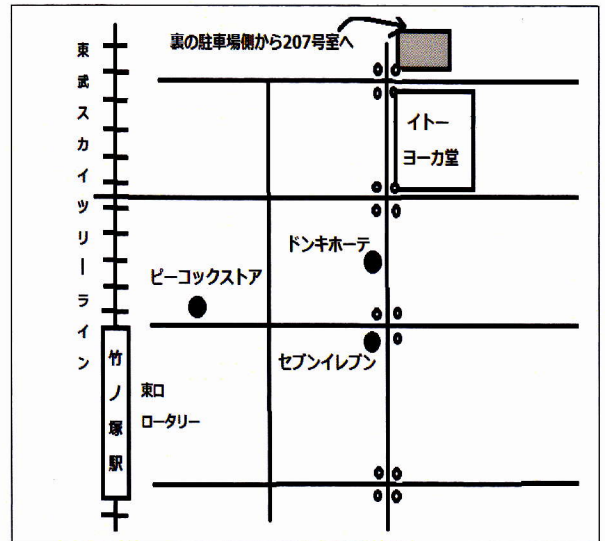 裏の駐車場側から207号室へ
東武スカイツリーライン
イトー
ヨーカ堂
ドンキホーテ
ピーコックストア
セブンイレブン
竹ノ塚駅
東口
ロータリー